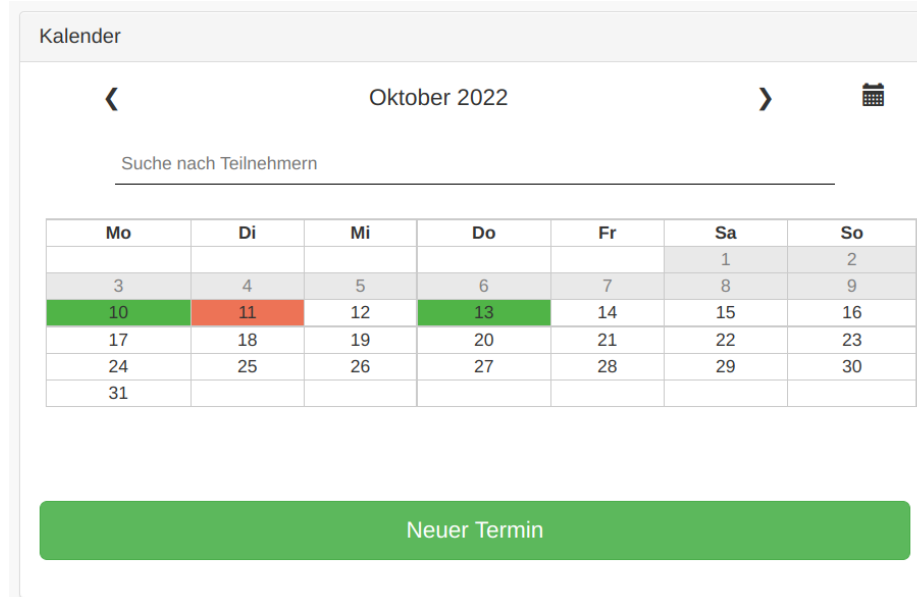 Kalender
Oktober 2022
Suche nach Teilnehmern
Mo Di Mi Do Fr Sa So
1 2
3 4 5 6 7 8 9
10 11 12 13 14 15 16
17 18 19 20 21 22 23
24 25 26 27 28 29 30
31
Neuer Termin